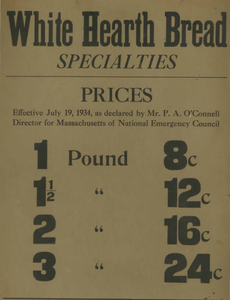 White Hearth Bread
SPECIALTIES
PRICES
Effective July 19, 1934, as declared by Mr. P. A. O'Connell
Director for Massachusetts of National Emergency Council
1 Pound 8c
1½ " 12c
2 " 16c
3 " 24c